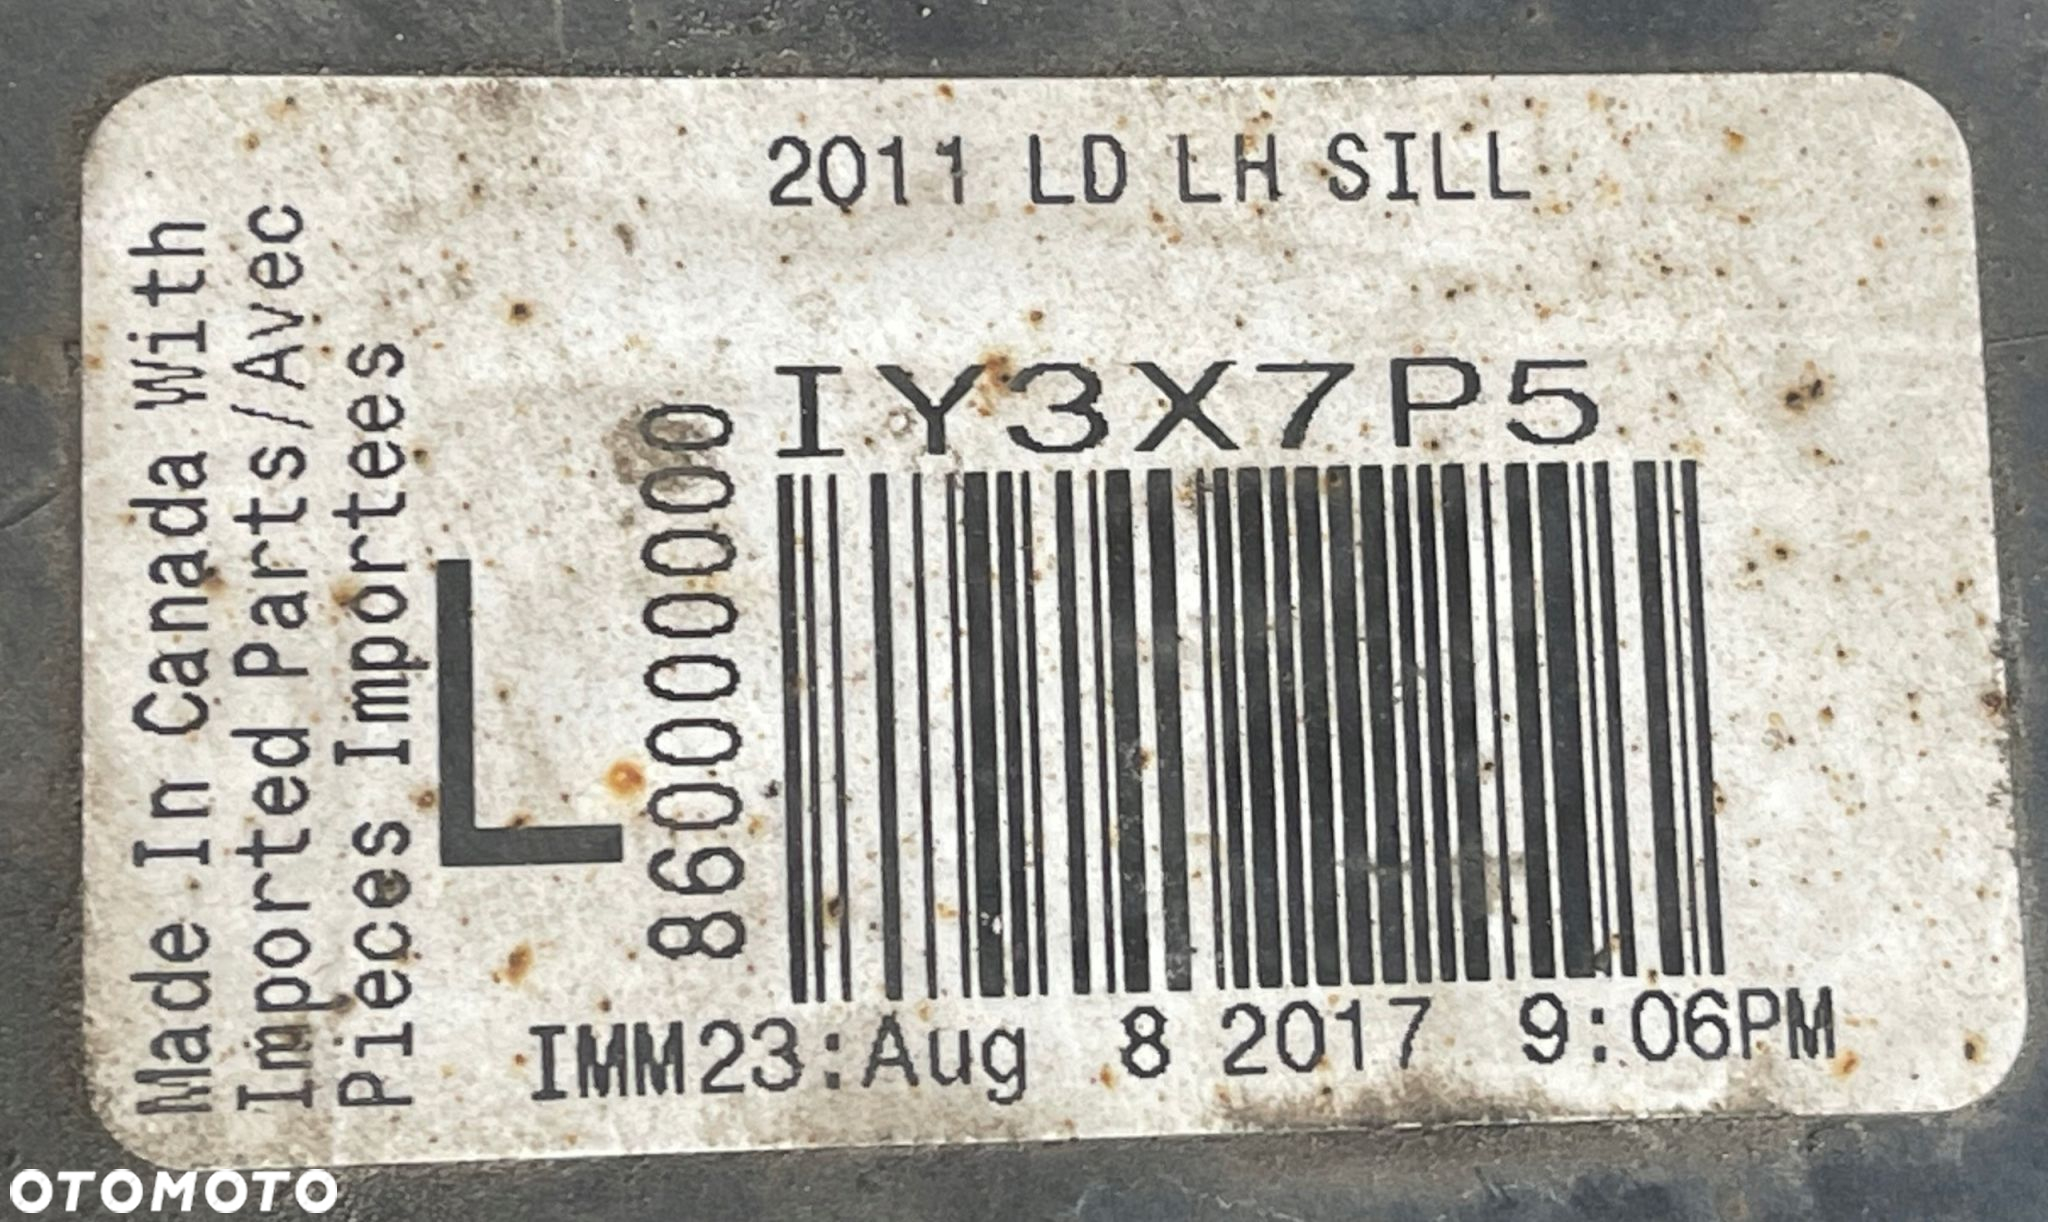 2011 LD LH SILL
Made In Canada With
Imported Parts/Avec
Pieces Importees
L
860000000
IY3X7P5
IMM23:Aug 8 2017 9:06PM
OTOMOTO